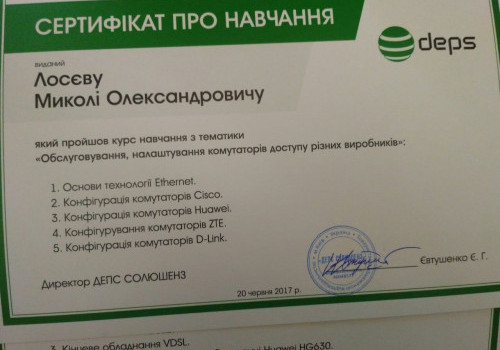 СЕРТИФІКАТ ПРО НАВЧАННЯ
deps
виданий
Лосєву
Миколі Олександровичу
який пройшов курс навчання з тематики
«Обслуговування, налаштування комутаторів доступу різних виробників»:
1. Основи технології Ethernet.
2. Конфігурація комутаторів Cisco.
3. Конфігурація комутаторів Huawei.
4. Конфігурування комутаторів ZTE.
5. Конфігурація комутаторів D-Link.
Директор ДЕПС СОЛЮШЕНЗ
Євтушенко Є. Г.
20 червня 2017 р.
3. Кінцеве обладнання VDSL.
Huawei HG630.